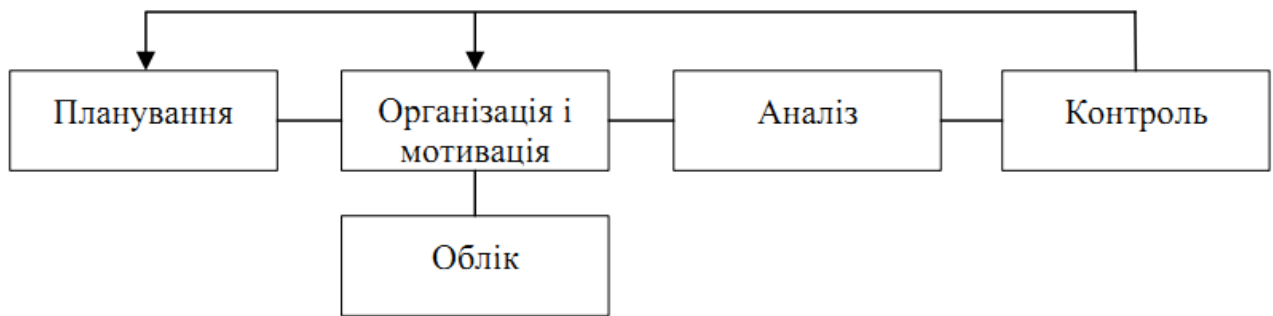 Планування
Організація і
мотивація
Аналіз
Контроль
Облік